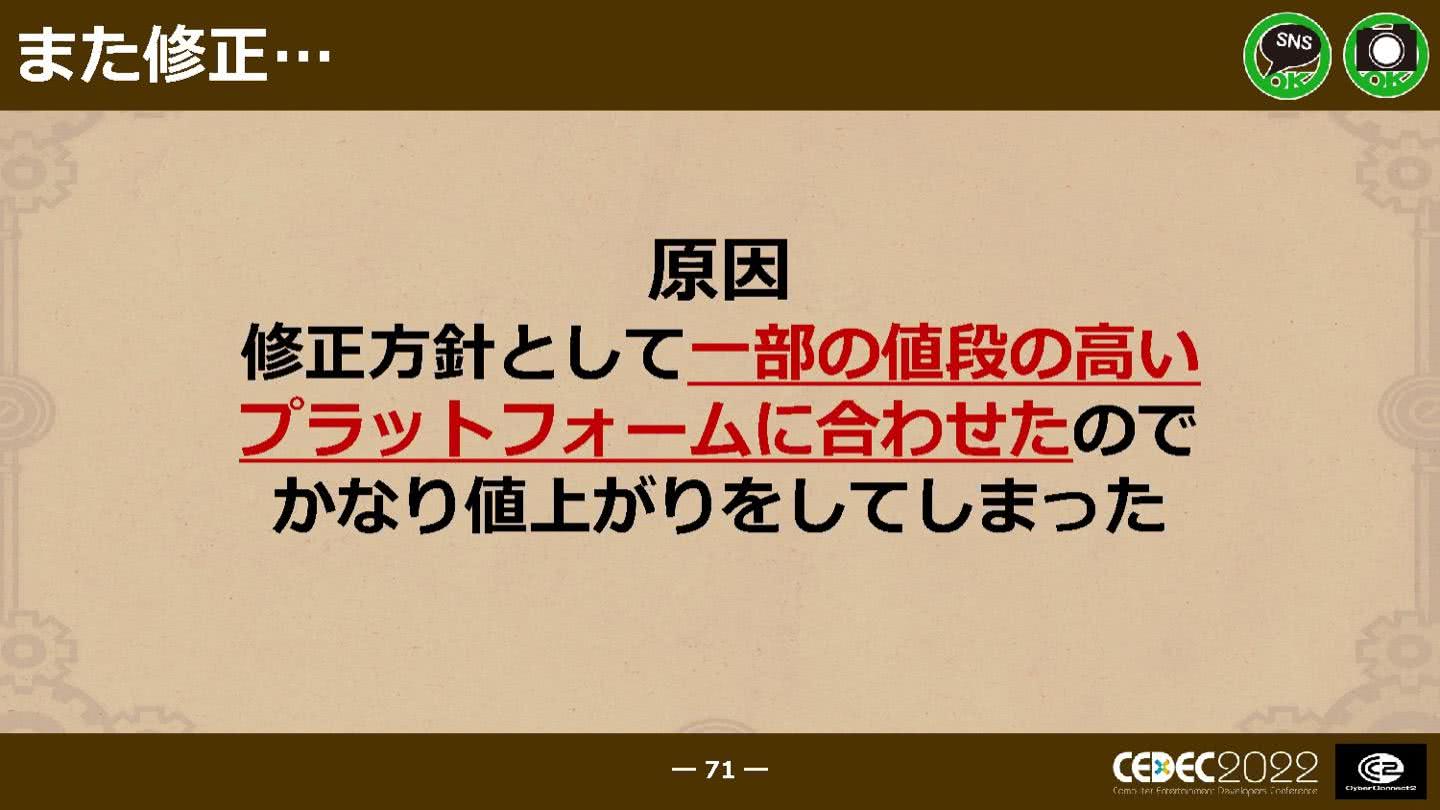 また修正…
SNS
OK
OK
原因
修正方針として一部の値段の高い
プラットフォームに合わせたので
かなり値上がりをしてしまった
— 71 —
CEDEC2022
Computer Entertainment Developers Conference
CyberConnect2